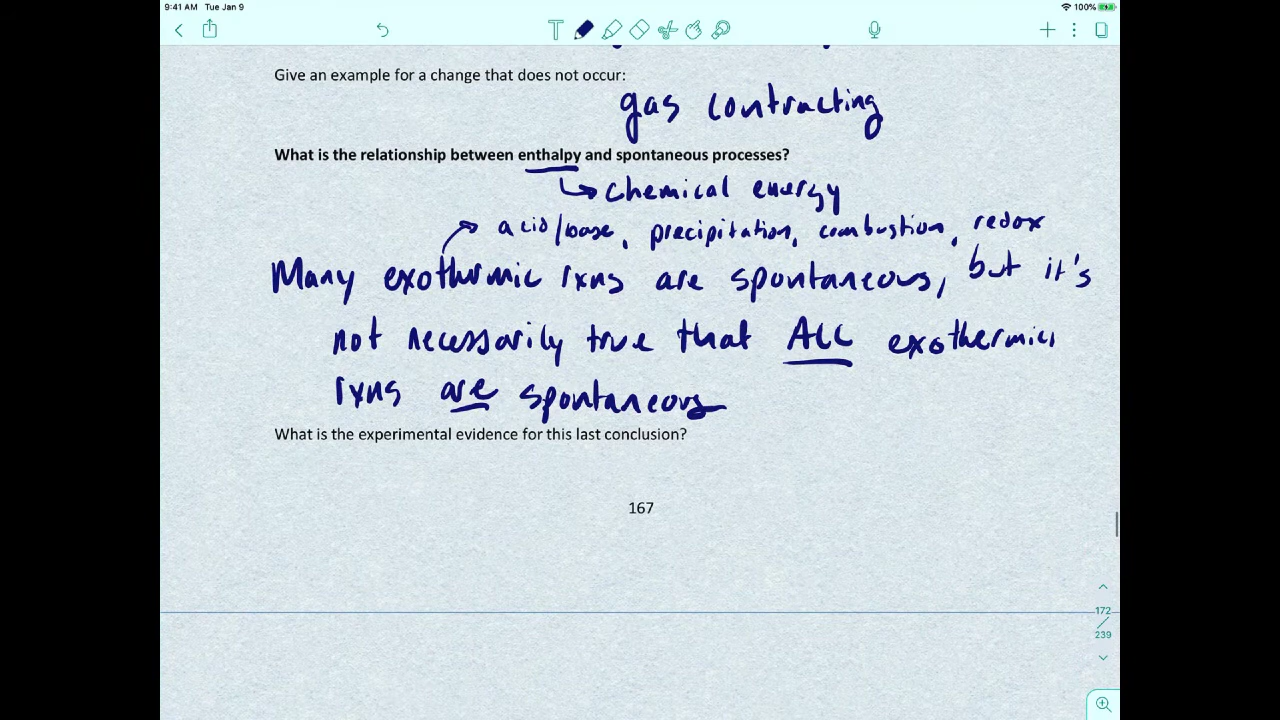 9:41 AM Tue Jan 9
100%
Give an example for a change that does not occur:
gas contracting
What is the relationship between enthalpy and spontaneous processes?
chemical energy
acid/base, precipitation, combustion, redox
Many exothermic rxns are spontaneous, but it's
not necessarily true that ALL exothermic
rxns are spontaneous
What is the experimental evidence for this last conclusion?
167
172
239